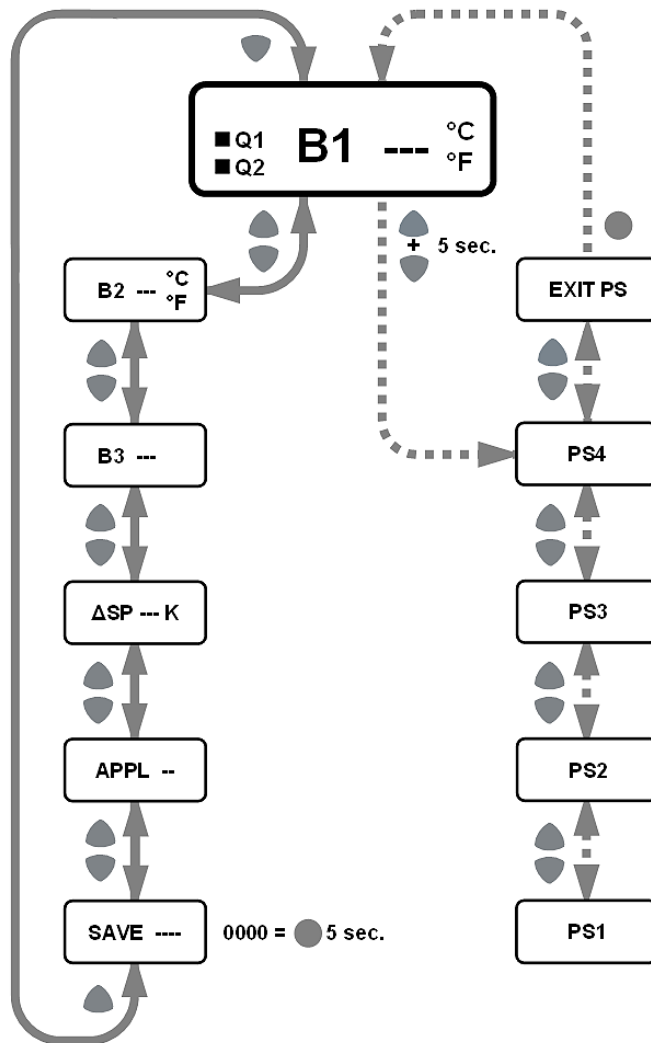 ■ Q1
■ Q2
B1 ---
°C
°F
+ 5 sec.
B2 --- °C
°F
EXIT PS
B3 ---
PS4
ΔSP --- K
PS3
APPL --
PS2
SAVE ----
0000 = 5 sec.
PS1